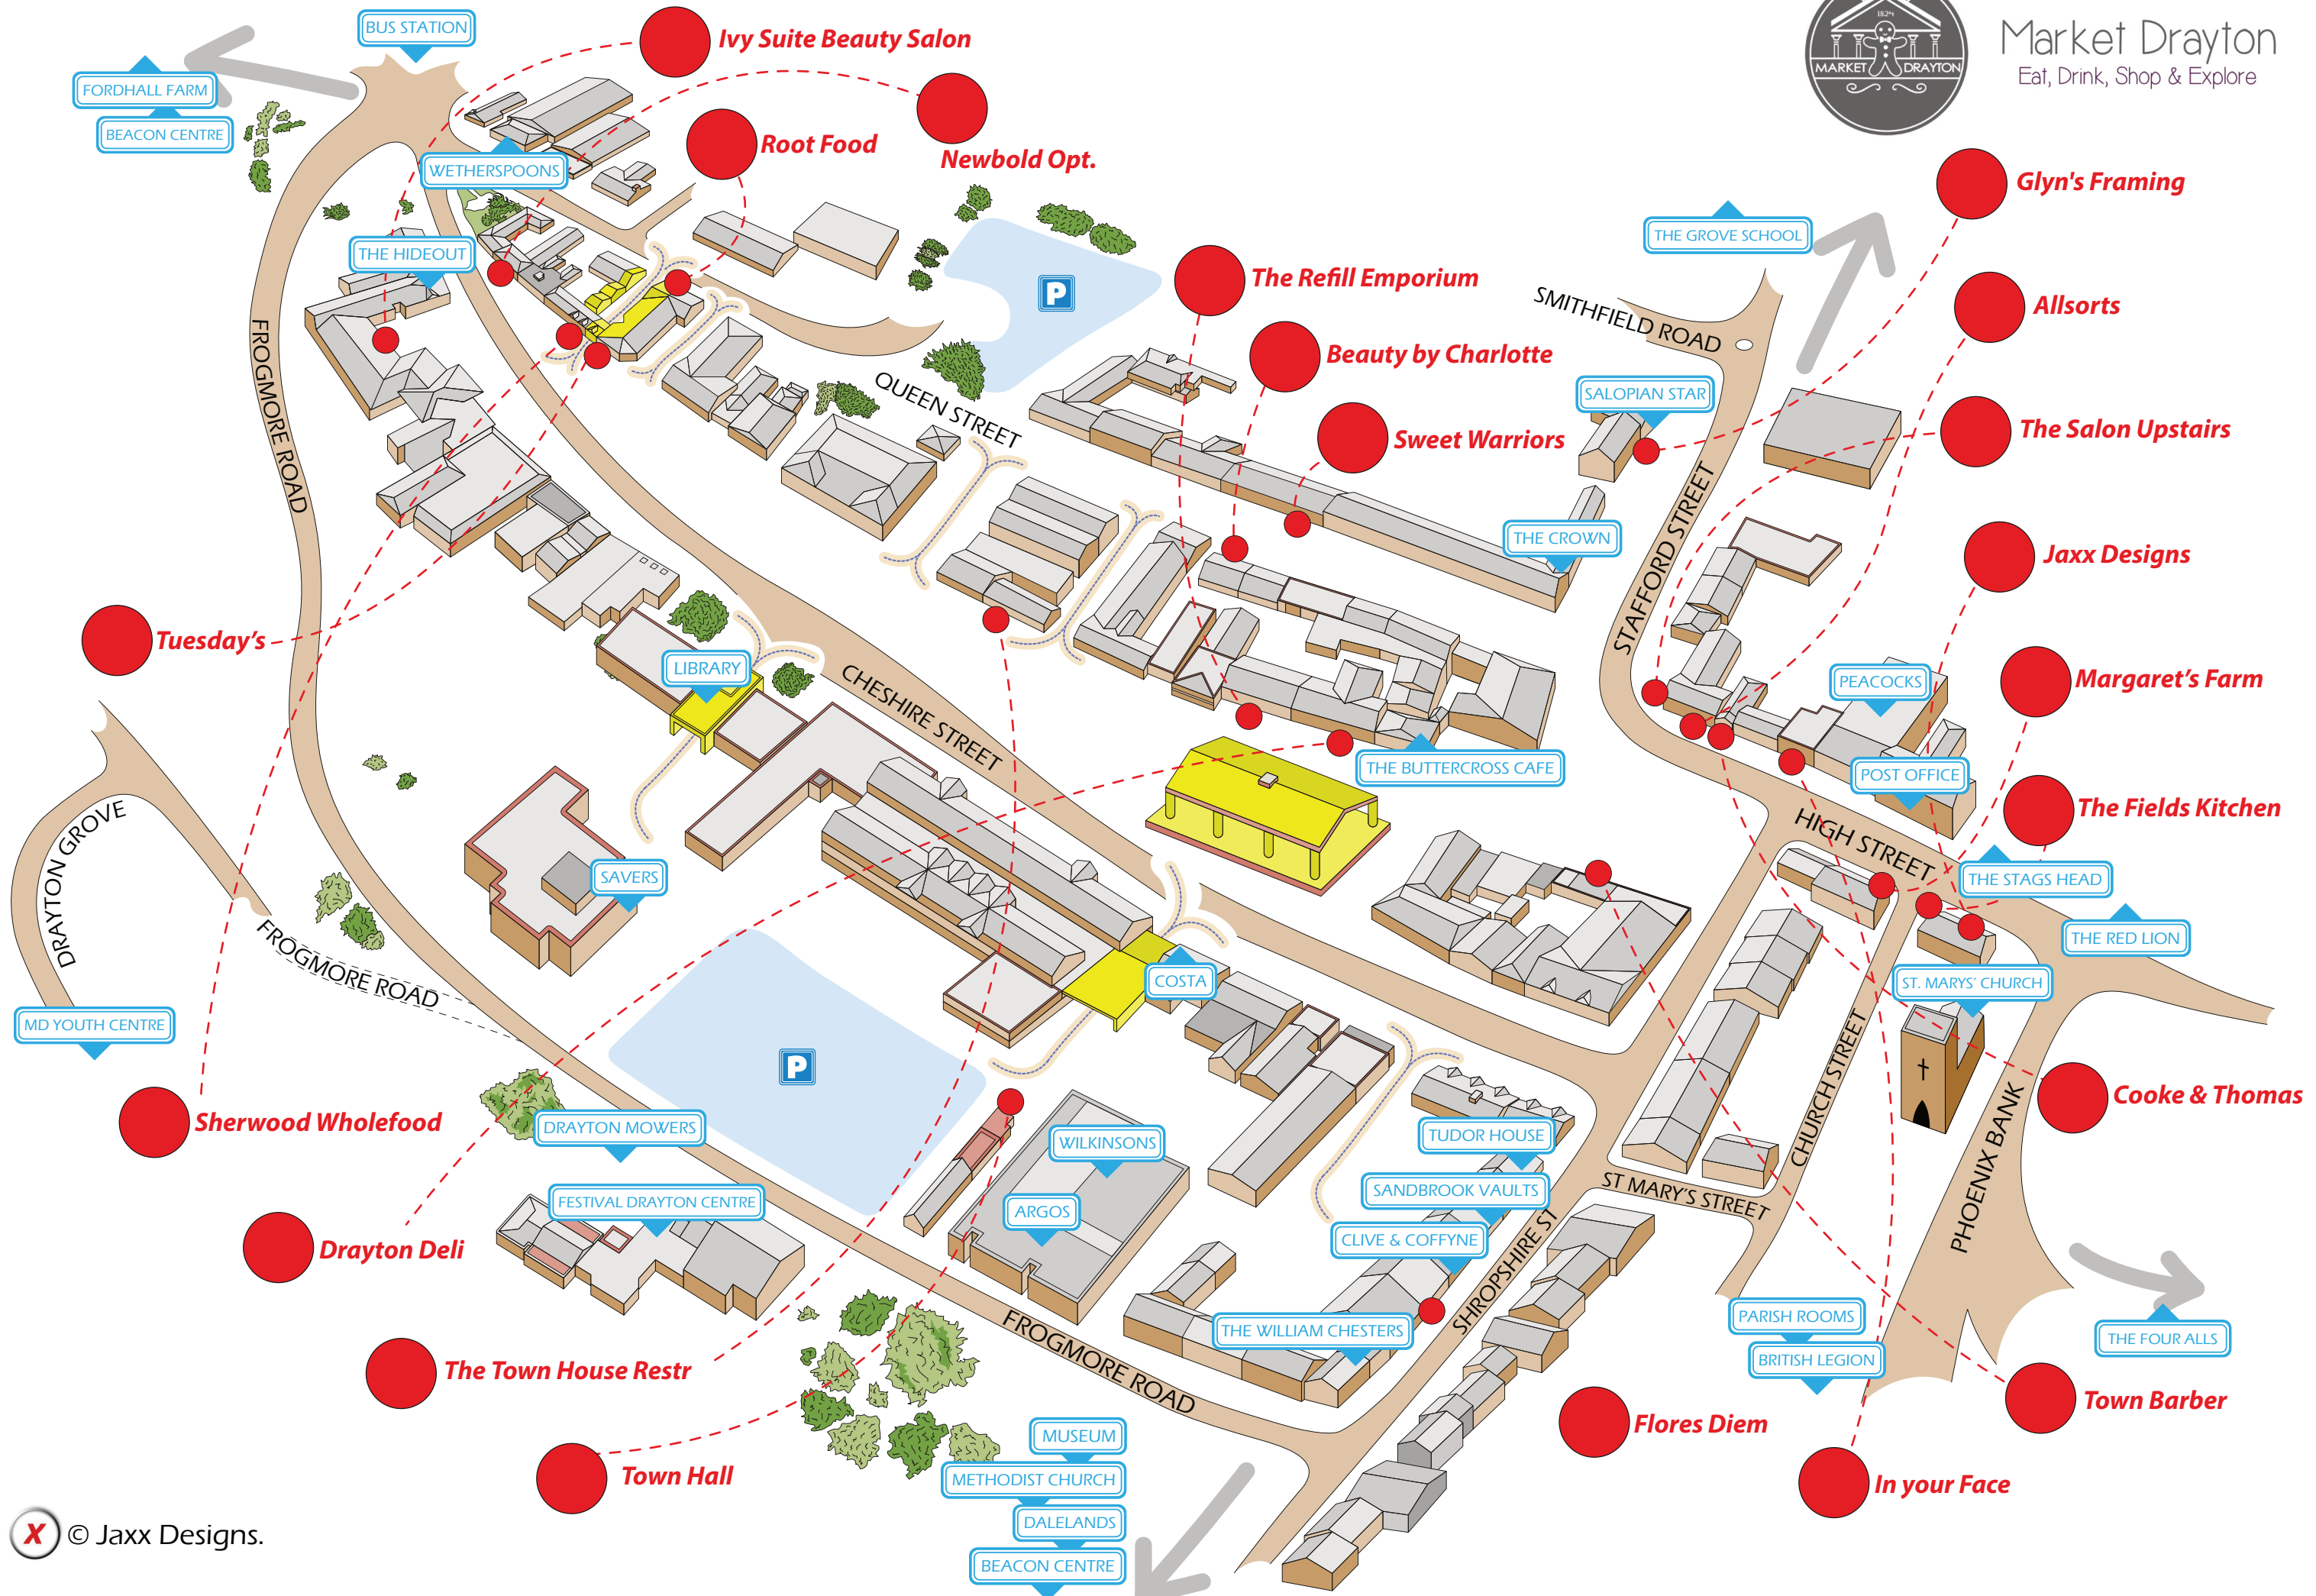 BUS STATION
Ivy Suite Beauty Salon
1824
MARKET DRAYTON
Market Drayton
Eat, Drink, Shop & Explore
FORDHALL FARM
BEACON CENTRE
WETHERSPOONS
Root Food
Newbold Opt.
Glyn's Framing
THE GROVE SCHOOL
THE HIDEOUT
P
The Refill Emporium
SMITHFIELD ROAD
Allsorts
FROGMORE ROAD
QUEEN STREET
Beauty by Charlotte
SALOPIAN STAR
Sweet Warriors
The Salon Upstairs
THE CROWN
STAFFORD STREET
Jaxx Designs
Tuesday's
LIBRARY
CHESHIRE STREET
PEACOCKS
Margaret's Farm
THE BUTTERCROSS CAFE
POST OFFICE
The Fields Kitchen
HIGH STREET
DRAYTON GROVE
SAVERS
THE STAGS HEAD
FROGMORE ROAD
THE RED LION
COSTA
ST. MARYS' CHURCH
MD YOUTH CENTRE
P
Sherwood Wholefood
DRAYTON MOWERS
WILKINSONS
TUDOR HOUSE
CHURCH STREET
Cooke & Thomas
PHOENIX BANK
FESTIVAL DRAYTON CENTRE
ARGOS
SANDBROOK VAULTS
ST MARY'S STREET
CLIVE & COFFYNE
Drayton Deli
SHROPSHIRE ST
THE WILLIAM CHESTERS
PARISH ROOMS
THE FOUR ALLS
BRITISH LEGION
The Town House Restr
FROGMORE ROAD
Town Barber
Flores Diem
MUSEUM
Town Hall
METHODIST CHURCH
In your Face
DALELANDS
X © Jaxx Designs.
BEACON CENTRE